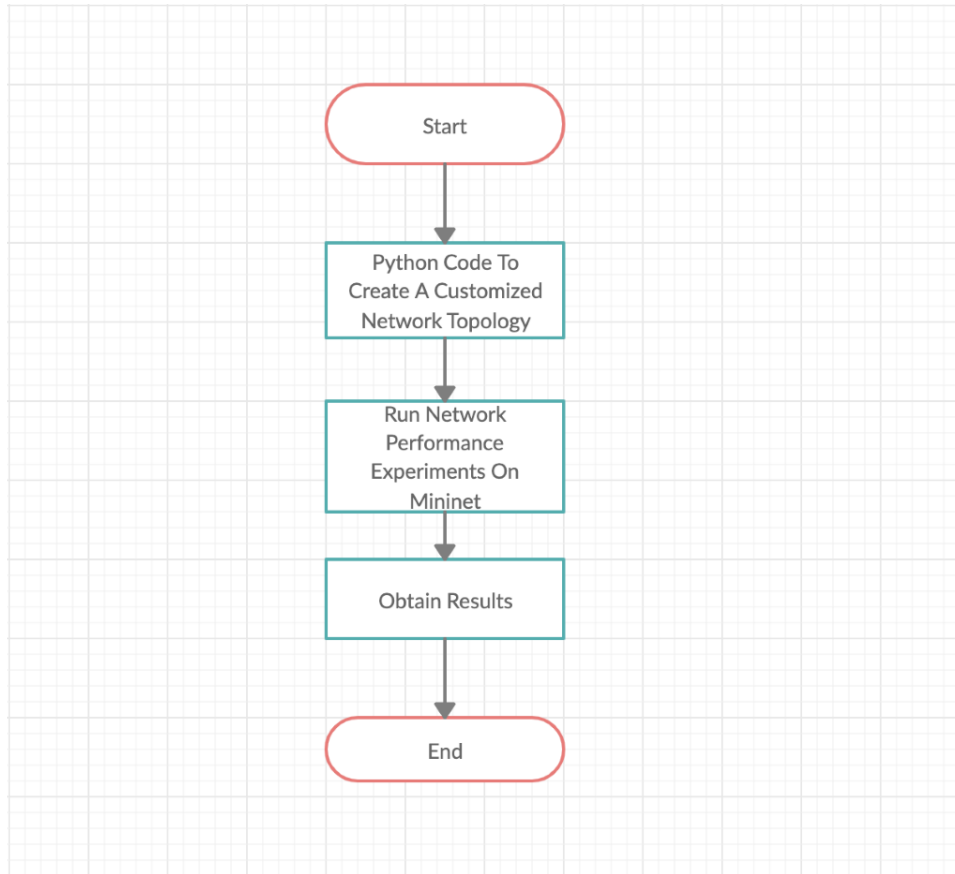 Start
Python Code To
Create A Customized
Network Topology
Run Network
Performance
Experiments On
Mininet
Obtain Results
End